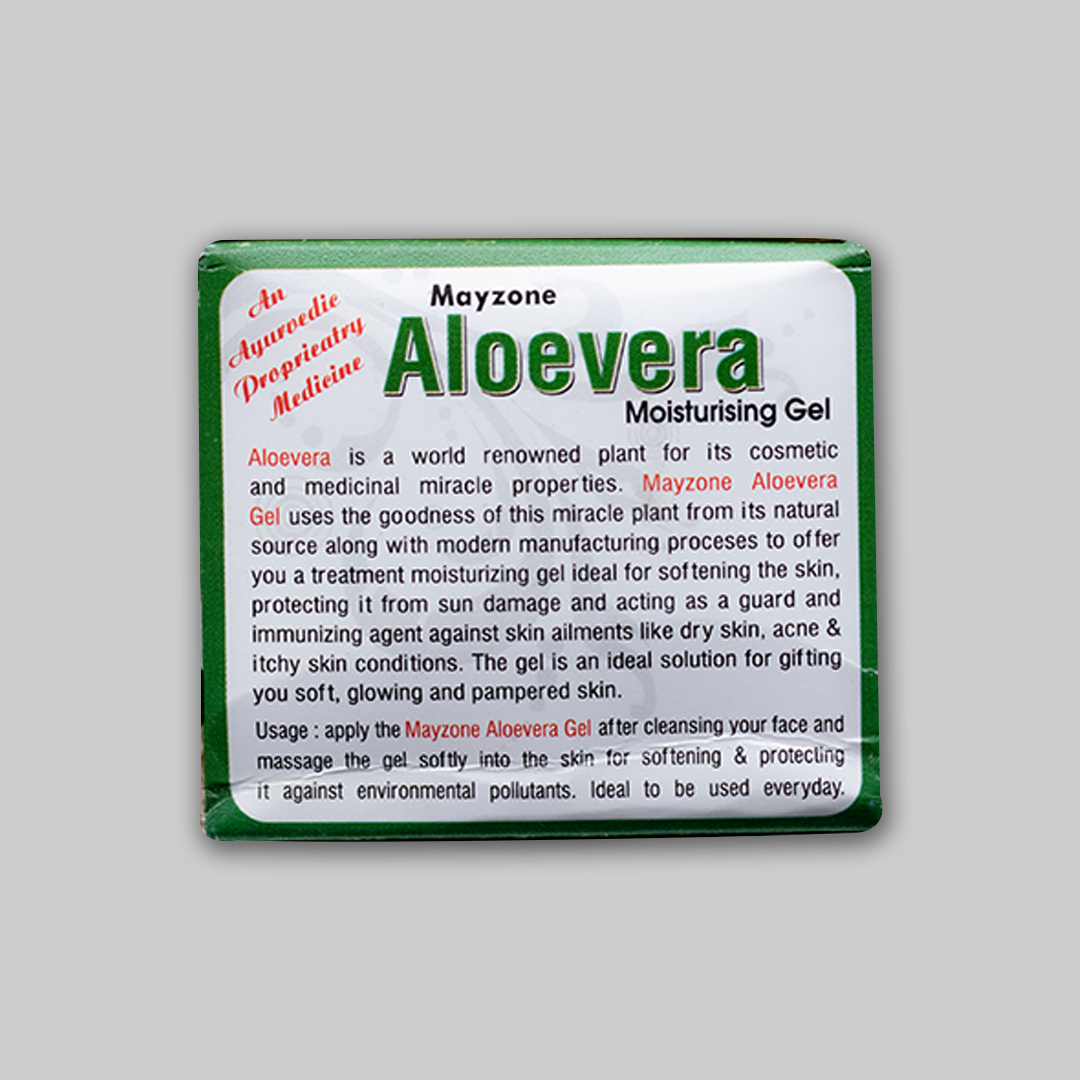 An
Ayurvedic
Proprieatry
Medicine
Mayzone
Aloevera
Moisturising Gel
Aloevera is a world renowned plant for its cosmetic
and medicinal miracle properties. Mayzone Aloevera
Gel uses the goodness of this miracle plant from its natural
source along with modern manufacturing proceses to offer
you a treatment moisturizing gel ideal for softening the skin,
protecting it from sun damage and acting as a guard and
immunizing agent against skin ailments like dry skin, acne &
itchy skin conditions. The gel is an ideal solution for gifting
you soft, glowing and pampered skin.
Usage : apply the Mayzone Aloevera Gel after cleansing your face and
massage the gel softly into the skin for softening & protecting
it against environmental pollutants. Ideal to be used everyday.